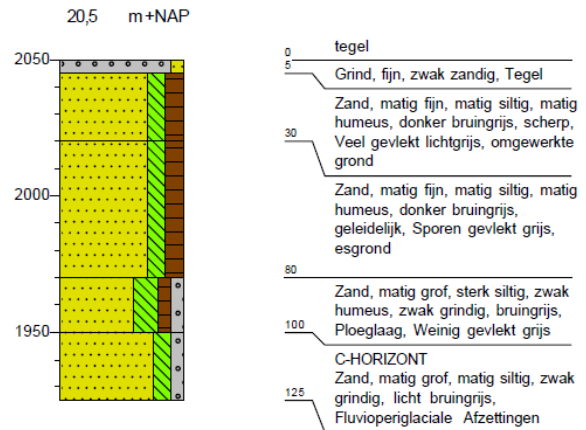 20,5 m+NAP
2050
2000
1950
0
tegel
5
Grind, fijn, zwak zandig, Tegel
Zand, matig fijn, matig siltig, matig
humeus, donker bruingrijs, scherp,
30
Veel gevlekt lichtgrijs, omgewerkte
grond
Zand, matig fijn, matig siltig, matig
humeus, donker bruingrijs,
geleidelijk, Sporen gevlekt grijs,
esgrond
80
Zand, matig grof, sterk siltig, zwak
humeus, zwak grindig, bruingrijs,
100
Ploeglaag, Weinig gevlekt grijs
C-HORIZONT
Zand, matig grof, matig siltig, zwak
125
grindig, licht bruingrijs,
Fluvioperiglaciale Afzettingen